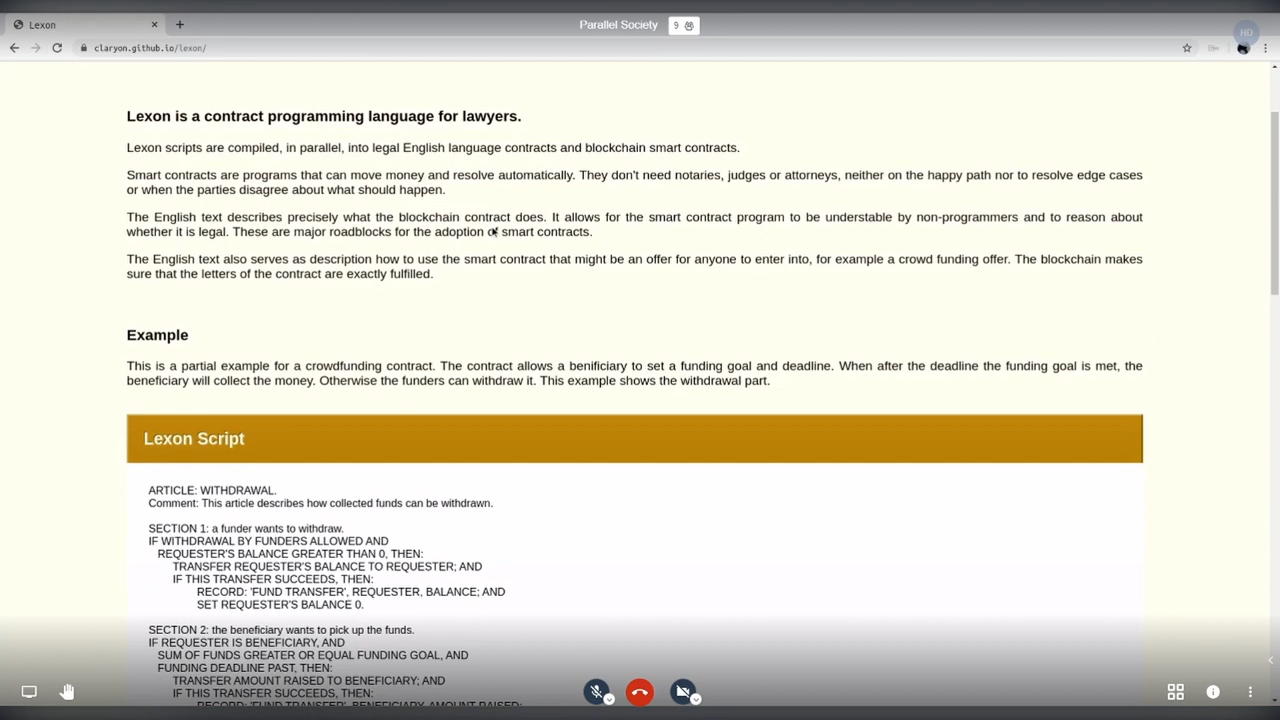 Lexon
Parallel Society
9
claryon.github.io/lexon/
HD
Lexon is a contract programming language for lawyers.
Lexon scripts are compiled, in parallel, into legal English language contracts and blockchain smart contracts.
Smart contracts are programs that can move money and resolve automatically. They don't need notaries, judges or attorneys, neither on the happy path nor to resolve edge cases
or when the parties disagree about what should happen.
The English text describes precisely what the blockchain contract does. It allows for the smart contract program to be understable by non-programmers and to reason about
whether it is legal. These are major roadblocks for the adoption of smart contracts.
The English text also serves as description how to use the smart contract that might be an offer for anyone to enter into, for example a crowd funding offer. The blockchain makes
sure that the letters of the contract are exactly fulfilled.
Example
This is a partial example for a crowdfunding contract. The contract allows a benificiary to set a funding goal and deadline. When after the deadline the funding goal is met, the
beneficiary will collect the money. Otherwise the funders can withdraw it. This example shows the withdrawal part.
Lexon Script
ARTICLE: WITHDRAWAL.
Comment: This article describes how collected funds can be withdrawn.
SECTION 1: a funder wants to withdraw.
IF WITHDRAWAL BY FUNDERS ALLOWED AND
REQUESTER'S BALANCE GREATER THAN 0, THEN:
TRANSFER REQUESTER'S BALANCE TO REQUESTER; AND
IF THIS TRANSFER SUCCEEDS, THEN:
RECORD: 'FUND TRANSFER', REQUESTER, BALANCE; AND
SET REQUESTER'S BALANCE 0.
SECTION 2: the beneficiary wants to pick up the funds.
IF REQUESTER IS BENEFICIARY, AND
SUM OF FUNDS GREATER OR EQUAL FUNDING GOAL, AND
FUNDING DEADLINE PAST, THEN:
TRANSFER AMOUNT RAISED TO BENEFICIARY; AND
IF THIS TRANSFER SUCCEEDS, THEN:
RECORD: 'FUND TRANSFER', BENEFICIARY, AMOUNT RAISED;